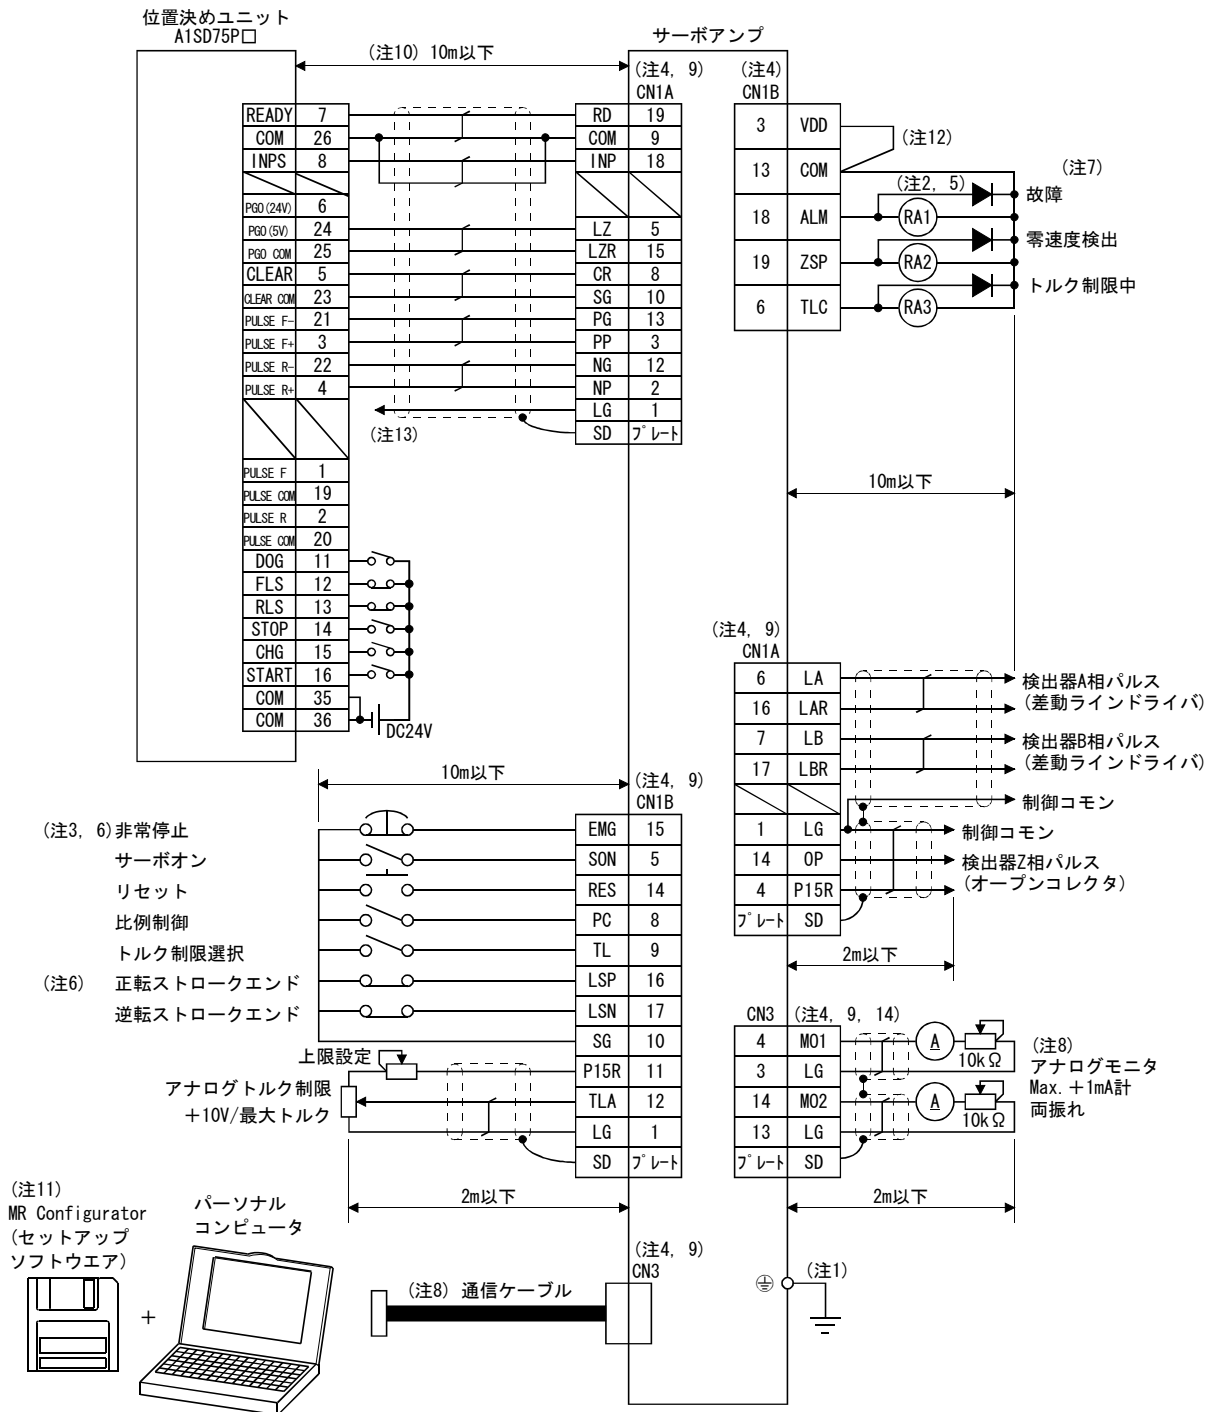 位置決めユニット
A1SD75P□
サーボアンプ
(注10) 10m以下
(注4, 9)
CN1A
(注4)
CN1B
READY 7
COM 26
INPS 8
PGO(24V) 6
PGO(5V) 24
PGO COM 25
CLEAR 5
CLEAR COM 23
PULSE F- 21
PULSE F+ 3
PULSE R- 22
PULSE R+ 4
PULSE F 1
PULSE COM 19
PULSE R 2
PULSE COM 20
DOG 11
FLS 12
RLS 13
STOP 14
CHG 15
START 16
COM 35
COM 36
DC24V
(注13)
RD 19
COM 9
INP 18
LZ 5
LZR 15
CR 8
SG 10
PG 13
PP 3
NG 12
NP 2
LG 1
SD プレート
3 VDD
13 COM
18 ALM
19 ZSP
6 TLC
(注12)
(注2, 5)
(注7)
RA1
RA2
RA3
故障
零速度検出
トルク制限中
10m以下
(注4, 9)
CN1A
6 LA
16 LAR
7 LB
17 LBR
1 LG
14 OP
4 P15R
プレート SD
検出器A相パルス
(差動ラインドライバ)
検出器B相パルス
(差動ラインドライバ)
制御コモン
制御コモン
検出器Z相パルス
(オープンコレクタ)
2m以下
10m以下
(注4, 9)
CN1B
(注3, 6)非常停止
サーボオン
リセット
比例制御
トルク制限選択
(注6) 正転ストロークエンド
逆転ストロークエンド
上限設定
アナログトルク制限
+10V/最大トルク
EMG 15
SON 5
RES 14
PC 8
TL 9
LSP 16
LSN 17
SG 10
P15R 11
TLA 12
LG 1
SD プレート
2m以下
CN3 (注4, 9, 14)
4 MO1
3 LG
14 MO2
13 LG
プレート SD
A
10kΩ
A
10kΩ
(注8)
アナログモニタ
Max.+1mA計
両振れ
2m以下
(注11)
MR Configurator
(セットアップ
ソフトウエア)
+
パーソナル
コンピュータ
(注8) 通信ケーブル
(注4, 9)
CN3
(注1)